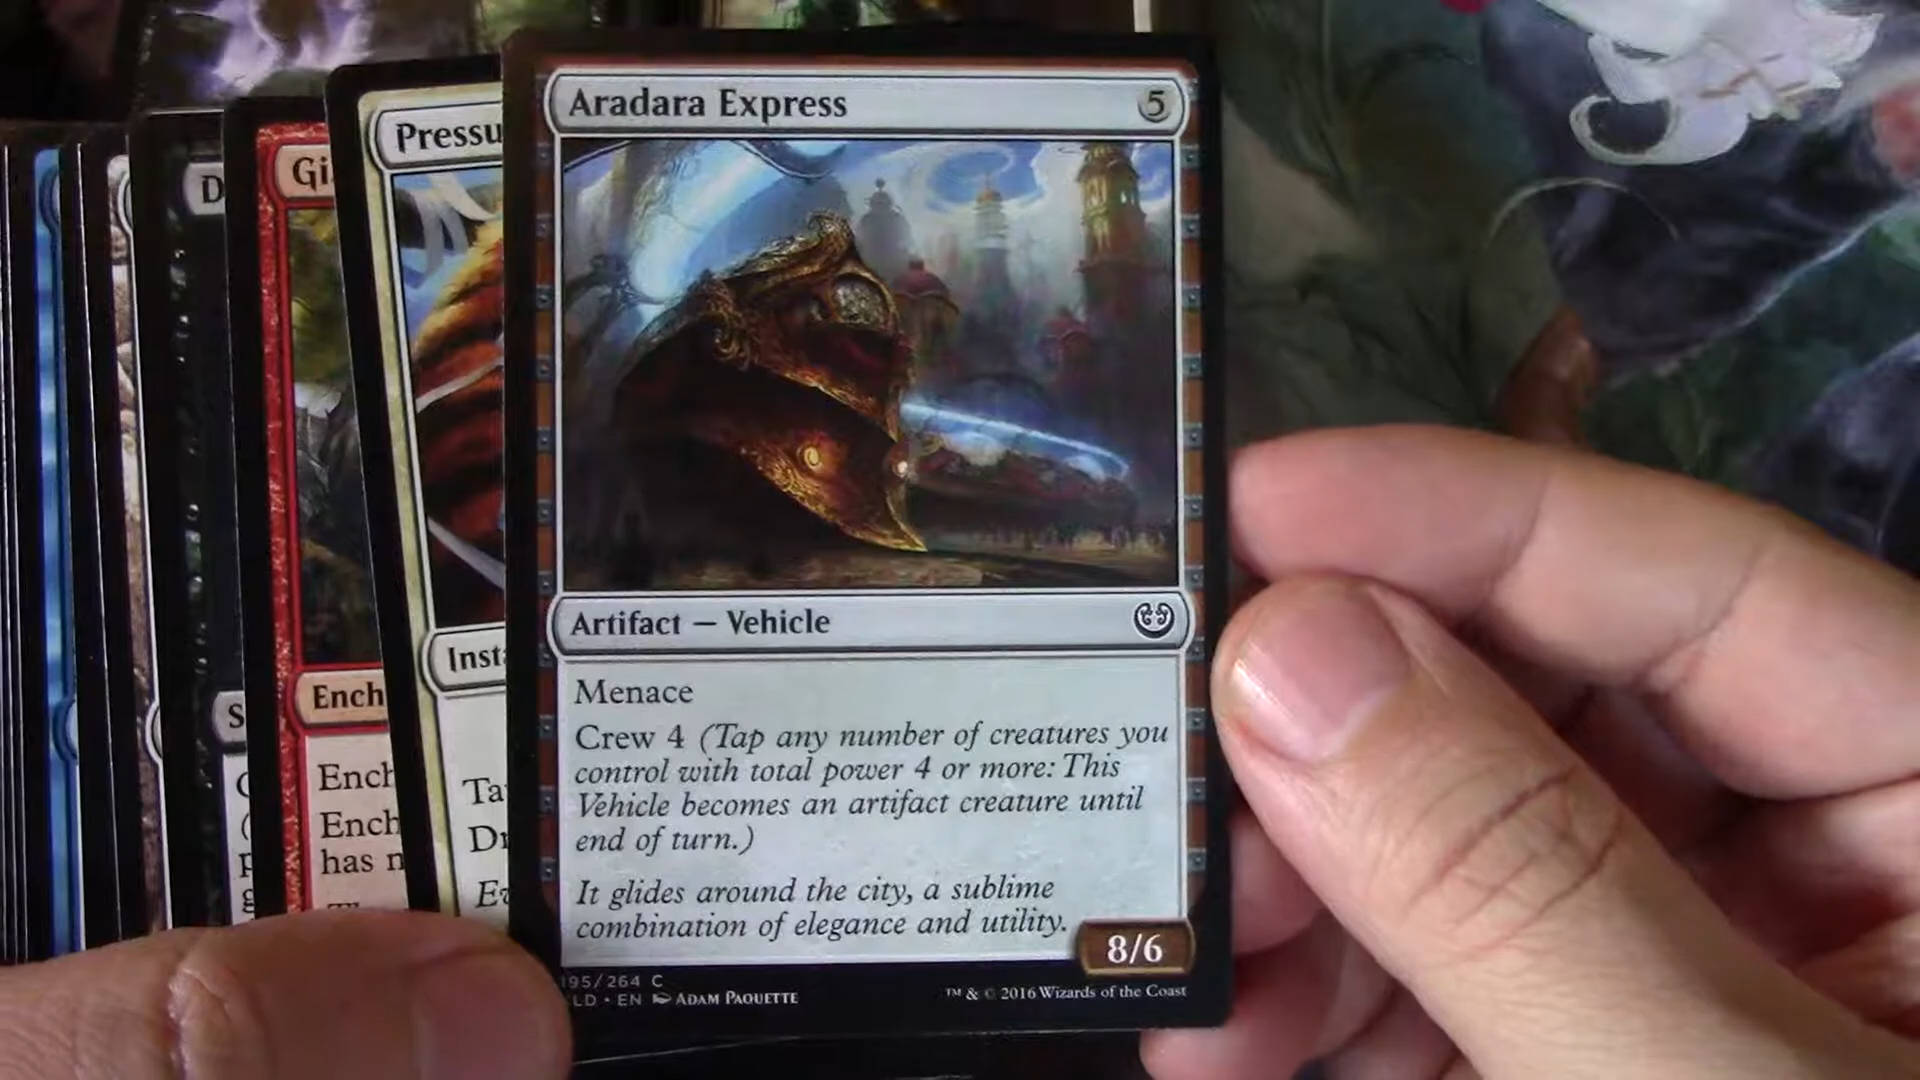 Aradara Express 5
Artifact — Vehicle
Menace
Crew 4 (Tap any number of creatures you
control with total power 4 or more: This
Vehicle becomes an artifact creature until
end of turn.)
It glides around the city, a sublime
combination of elegance and utility.
8/6
195/264 C
LD • EN ADAM PAQUETTE
™ & © 2016 Wizards of the Coast
Pressu
Inst
Ta
Dr
Gi
Ench
Ench
Ench
has n
D
S